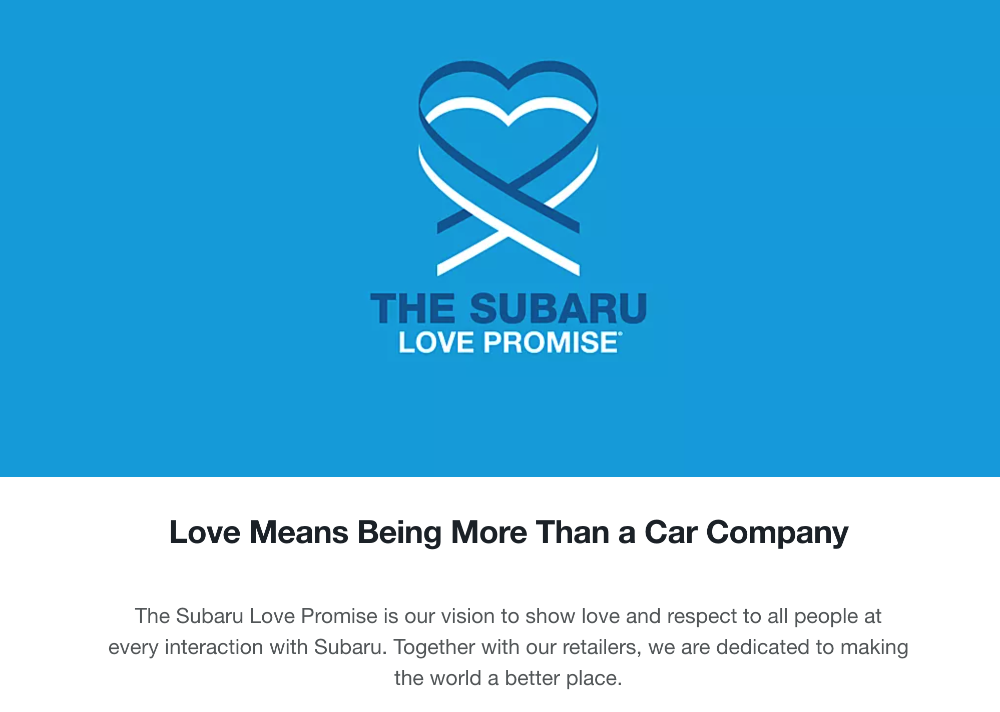 THE SUBARU
LOVE PROMISE®
Love Means Being More Than a Car Company
The Subaru Love Promise is our vision to show love and respect to all people at
every interaction with Subaru. Together with our retailers, we are dedicated to making
the world a better place.